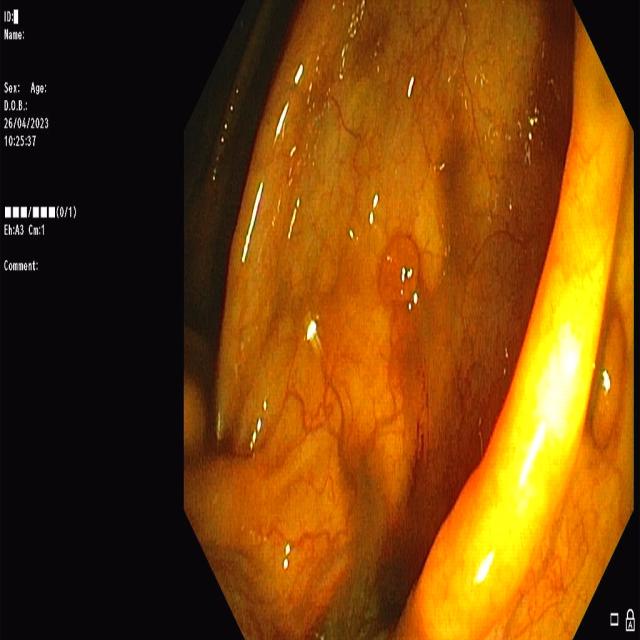 ID:
Name:
Sex: Age:
D.O.B.:
26/04/2023
10:25:37
■■■/■■■(0/1)
Eh:A3 Cm:1
Comment:
A